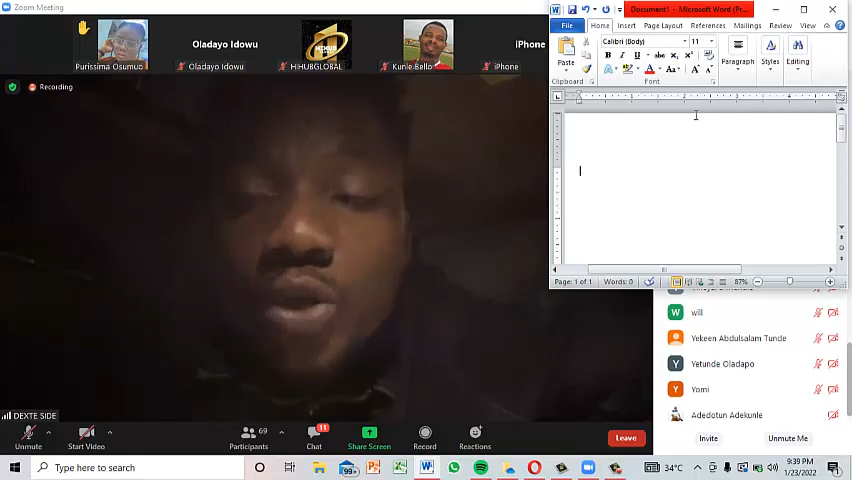 Zoom Meeting
Purissima Osumuo
Oladayo Idowu
Oladayo Idowu
HIHUB
HIHUBGLOBAL
Kunle Bello
iPhone
iPhone
Recording
DEXTE SIDE
Document1 - Microsoft Word (Pr...
File
Home
Insert
Page Layout
References
Mailings
Review
View
Paste
Calibri (Body)
11
Paragraph
Styles
Editing
Clipboard
Font
Page: 1 of 1
Words: 0
87%
W
will
Yekeen Abdulsalam Tunde
Y
Yetunde Oladapo
Y
Yomi
Adedotun Adekunle
Invite
Unmute Me
Unmute
Start Video
Participants
69
Chat
11
Share Screen
Record
Reactions
Leave
Type here to search
99+
34°C
9:39 PM
1/23/2022